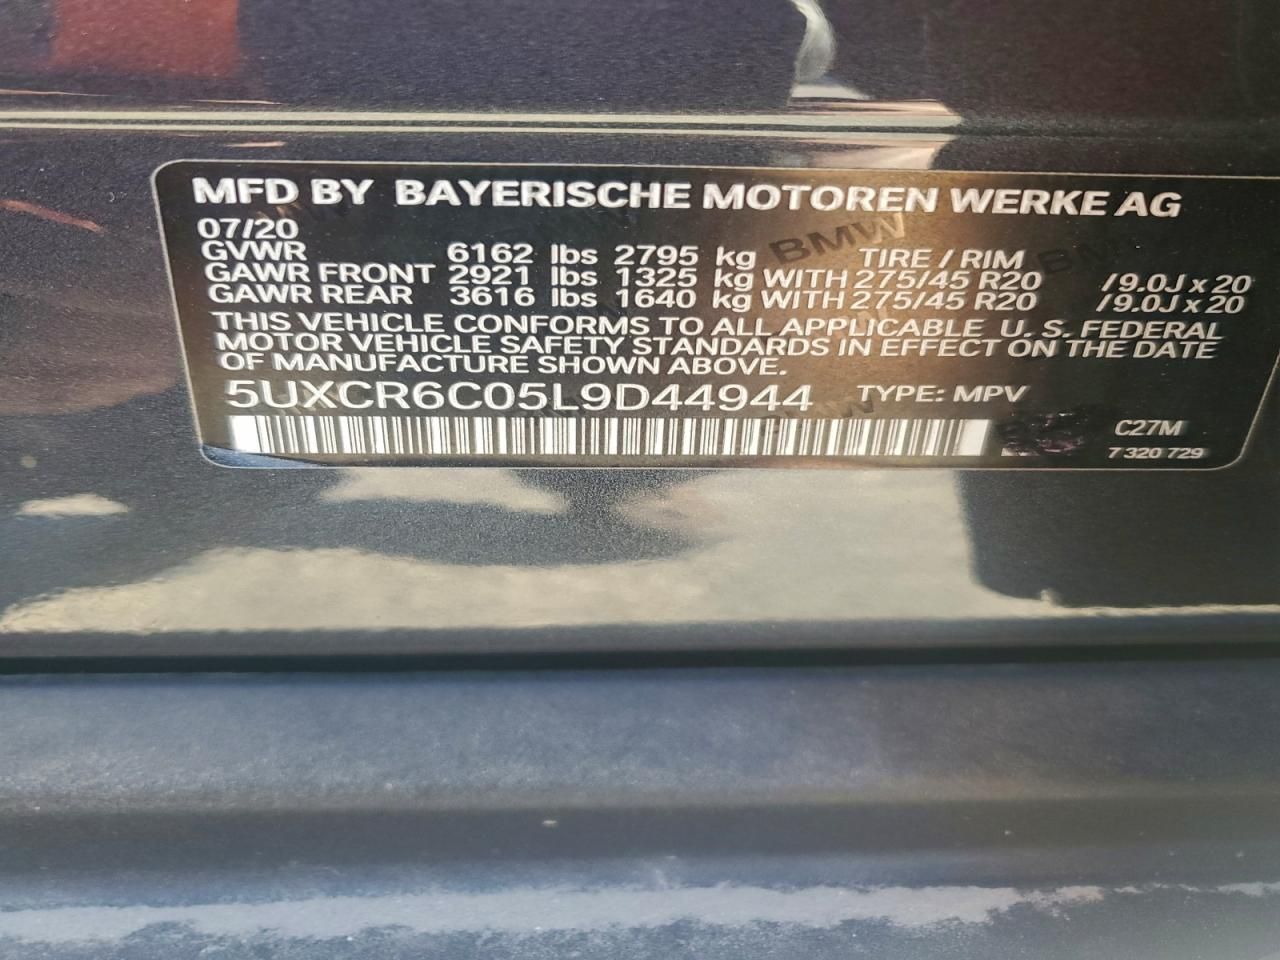 MFD BY BAYERISCHE MOTOREN WERKE AG
07/20
GVWR 6162 lbs 2795 kg TIRE / RIM
GAWR FRONT 2921 lbs 1325 kg WITH 275/45 R20 /9.0J x 20
GAWR REAR 3616 lbs 1640 kg WITH 275/45 R20 /9.0J x 20
THIS VEHICLE CONFORMS TO ALL APPLICABLE U. S. FEDERAL
MOTOR VEHICLE SAFETY STANDARDS IN EFFECT ON THE DATE
OF MANUFACTURE SHOWN ABOVE.
5UXCR6C05L9D44944 TYPE: MPV
C27M
7 320 729
BMW